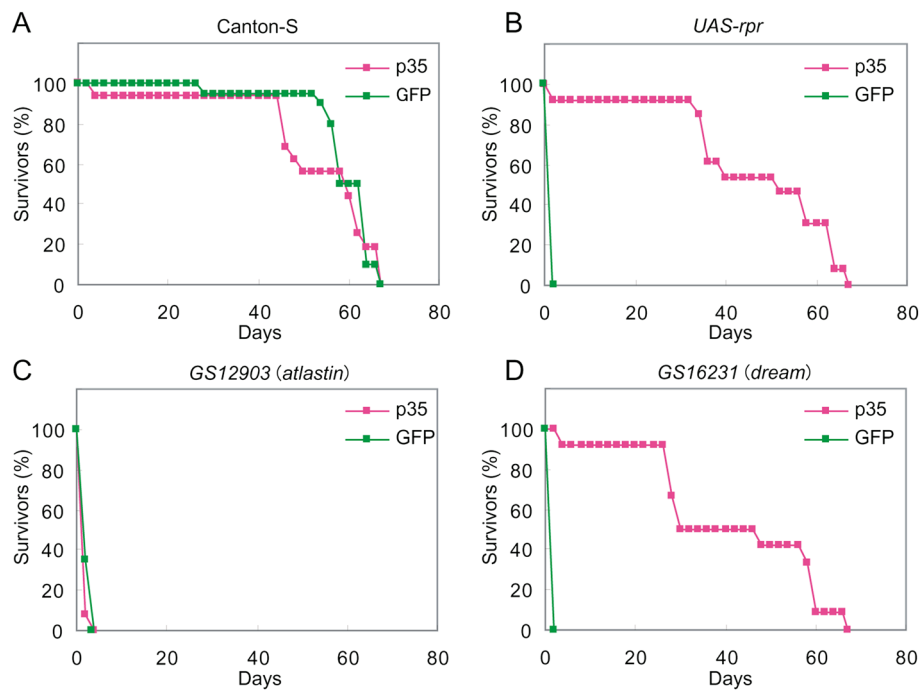 A
Canton-S
p35
GFP
100
80
60
40
20
0
Survivors (%)
0 20 40 60 80
Days
B
UAS-rpr
p35
GFP
100
80
60
40
20
0
Survivors (%)
0 20 40 60 80
Days
C
GS12903 (atlastin)
p35
GFP
100
80
60
40
20
0
Survivors (%)
0 20 40 60 80
Days
D
GS16231 (dream)
p35
GFP
100
80
60
40
20
0
Survivors (%)
0 20 40 60 80
Days